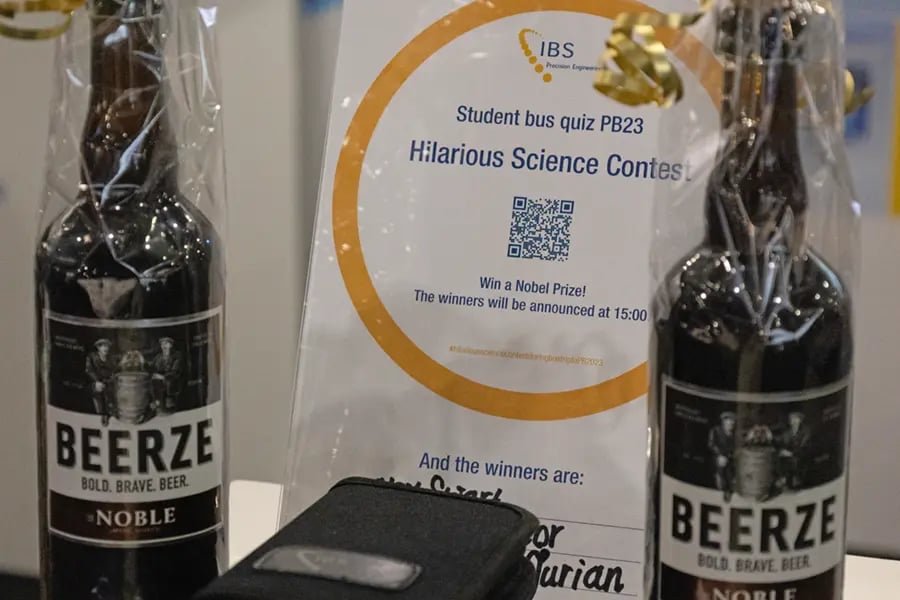 IBS
Precision Engineering
Student bus quiz PB23
Hilarious Science Contest
Win a Nobel Prize!
The winners will be announced at 15:00
And the winners are:
BEERZE
BOLD. BRAVE. BEER.
NOBLE
BEERZE
BOLD. BRAVE. BEER.
NOBLE